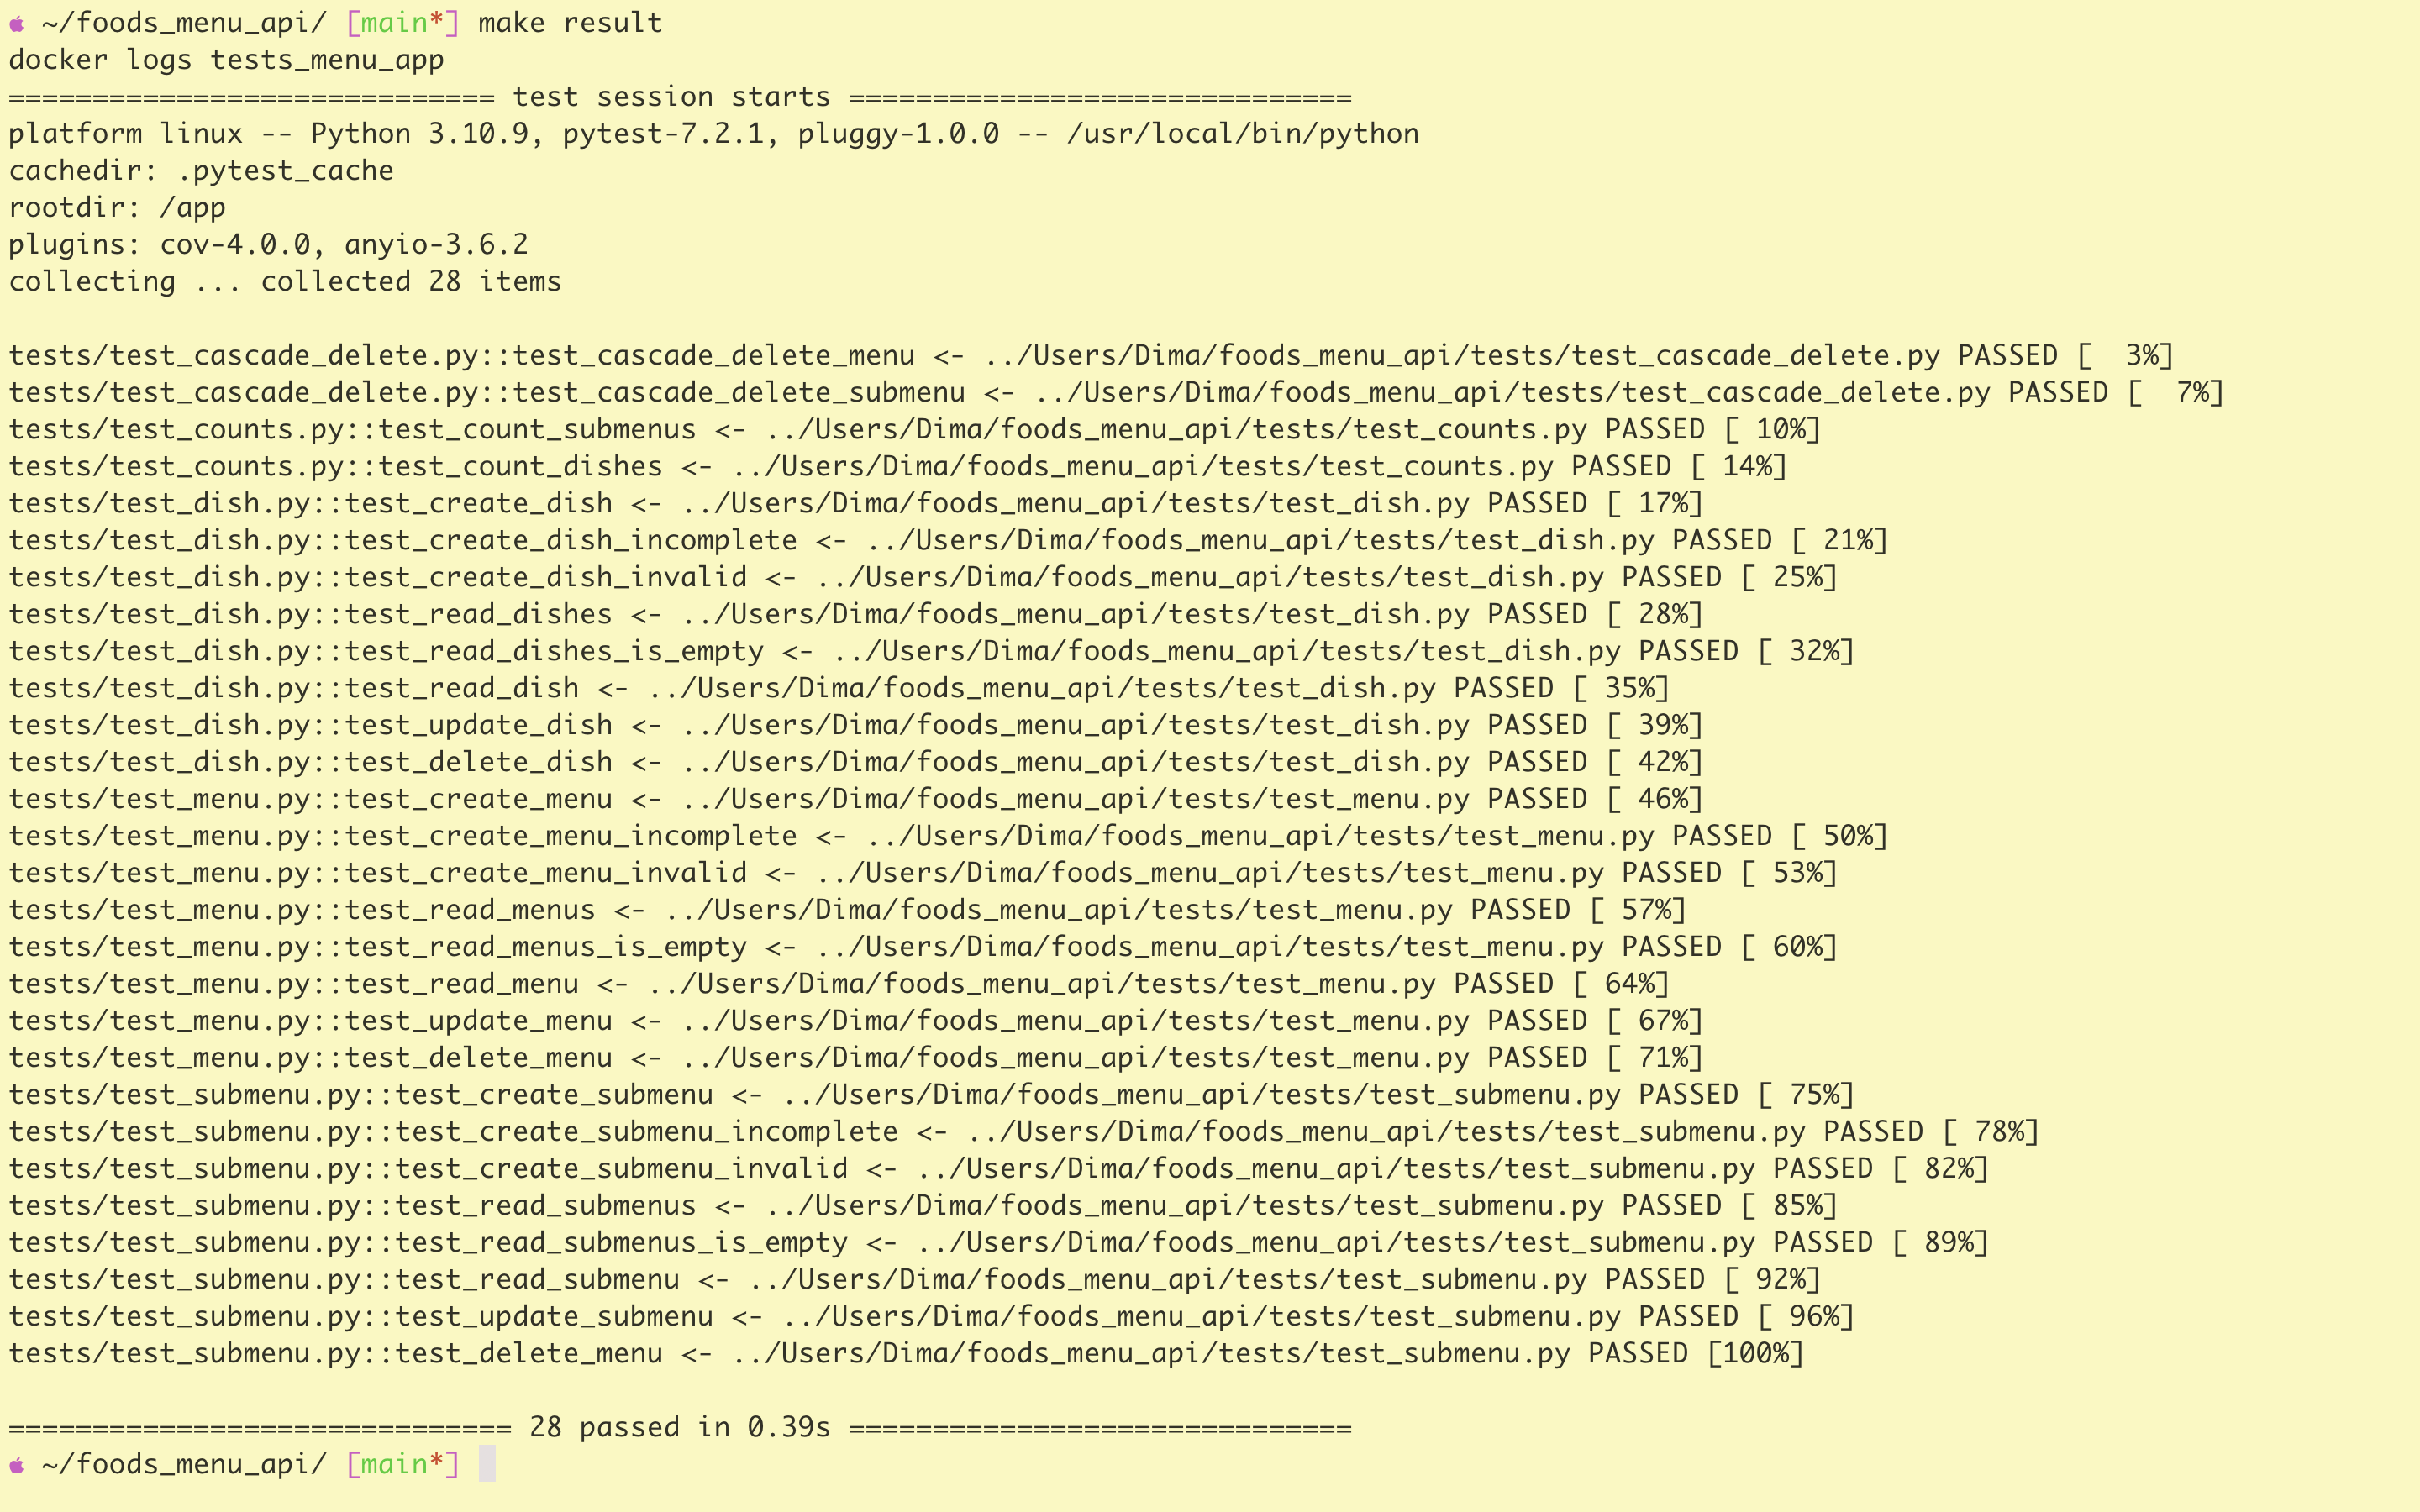 ~/foods_menu_api/ [main*] make result
docker logs tests_menu_app
============================= test session starts ==============================
platform linux -- Python 3.10.9, pytest-7.2.1, pluggy-1.0.0 -- /usr/local/bin/python
cachedir: .pytest_cache
rootdir: /app
plugins: cov-4.0.0, anyio-3.6.2
collecting ... collected 28 items
tests/test_cascade_delete.py::test_cascade_delete_menu <- ../Users/Dima/foods_menu_api/tests/test_cascade_delete.py PASSED [  3%]
tests/test_cascade_delete.py::test_cascade_delete_submenu <- ../Users/Dima/foods_menu_api/tests/test_cascade_delete.py PASSED [  7%]
tests/test_counts.py::test_count_submenus <- ../Users/Dima/foods_menu_api/tests/test_counts.py PASSED [ 10%]
tests/test_counts.py::test_count_dishes <- ../Users/Dima/foods_menu_api/tests/test_counts.py PASSED [ 14%]
tests/test_dish.py::test_create_dish <- ../Users/Dima/foods_menu_api/tests/test_dish.py PASSED [ 17%]
tests/test_dish.py::test_create_dish_incomplete <- ../Users/Dima/foods_menu_api/tests/test_dish.py PASSED [ 21%]
tests/test_dish.py::test_create_dish_invalid <- ../Users/Dima/foods_menu_api/tests/test_dish.py PASSED [ 25%]
tests/test_dish.py::test_read_dishes <- ../Users/Dima/foods_menu_api/tests/test_dish.py PASSED [ 28%]
tests/test_dish.py::test_read_dishes_is_empty <- ../Users/Dima/foods_menu_api/tests/test_dish.py PASSED [ 32%]
tests/test_dish.py::test_read_dish <- ../Users/Dima/foods_menu_api/tests/test_dish.py PASSED [ 35%]
tests/test_dish.py::test_update_dish <- ../Users/Dima/foods_menu_api/tests/test_dish.py PASSED [ 39%]
tests/test_dish.py::test_delete_dish <- ../Users/Dima/foods_menu_api/tests/test_dish.py PASSED [ 42%]
tests/test_menu.py::test_create_menu <- ../Users/Dima/foods_menu_api/tests/test_menu.py PASSED [ 46%]
tests/test_menu.py::test_create_menu_incomplete <- ../Users/Dima/foods_menu_api/tests/test_menu.py PASSED [ 50%]
tests/test_menu.py::test_create_menu_invalid <- ../Users/Dima/foods_menu_api/tests/test_menu.py PASSED [ 53%]
tests/test_menu.py::test_read_menus <- ../Users/Dima/foods_menu_api/tests/test_menu.py PASSED [ 57%]
tests/test_menu.py::test_read_menus_is_empty <- ../Users/Dima/foods_menu_api/tests/test_menu.py PASSED [ 60%]
tests/test_menu.py::test_read_menu <- ../Users/Dima/foods_menu_api/tests/test_menu.py PASSED [ 64%]
tests/test_menu.py::test_update_menu <- ../Users/Dima/foods_menu_api/tests/test_menu.py PASSED [ 67%]
tests/test_menu.py::test_delete_menu <- ../Users/Dima/foods_menu_api/tests/test_menu.py PASSED [ 71%]
tests/test_submenu.py::test_create_submenu <- ../Users/Dima/foods_menu_api/tests/test_submenu.py PASSED [ 75%]
tests/test_submenu.py::test_create_submenu_incomplete <- ../Users/Dima/foods_menu_api/tests/test_submenu.py PASSED [ 78%]
tests/test_submenu.py::test_create_submenu_invalid <- ../Users/Dima/foods_menu_api/tests/test_submenu.py PASSED [ 82%]
tests/test_submenu.py::test_read_submenus <- ../Users/Dima/foods_menu_api/tests/test_submenu.py PASSED [ 85%]
tests/test_submenu.py::test_read_submenus_is_empty <- ../Users/Dima/foods_menu_api/tests/test_submenu.py PASSED [ 89%]
tests/test_submenu.py::test_read_submenu <- ../Users/Dima/foods_menu_api/tests/test_submenu.py PASSED [ 92%]
tests/test_submenu.py::test_update_submenu <- ../Users/Dima/foods_menu_api/tests/test_submenu.py PASSED [ 96%]
tests/test_submenu.py::test_delete_menu <- ../Users/Dima/foods_menu_api/tests/test_submenu.py PASSED [100%]
============================== 28 passed in 0.39s ==============================
~/foods_menu_api/ [main*]